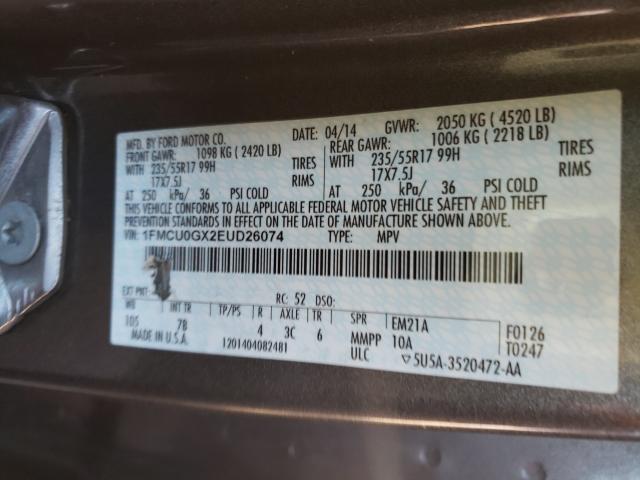 MFD. BY FORD MOTOR CO.
DATE: 04/14 GVWR: 2050 KG ( 4520 LB)
FRONT GAWR: 1098 KG (2420 LB) REAR GAWR: 1006 KG ( 2218 LB)
WITH 235/55R17 99H TIRES WITH 235/55R17 99H TIRES
17X7.5J RIMS 17X7.5J RIMS
AT 250 kPa/ 36 PSI COLD AT 250 kPa/ 36 PSI COLD
THIS VEHICLE CONFORMS TO ALL APPLICABLE FEDERAL MOTOR VEHICLE SAFETY AND THEFT
PREVENTION STANDARDS IN EFFECT ON THE DATE OF MANUFACTURE SHOWN ABOVE.
VIN: 1FMCU0GX2EUD26074 TYPE: MPV
EXT PNT: RC: 52 DSO:
WB INT TR TP/PS R AXLE TR SPR EM21A F0126
105 7B 4 3C 6 MMPP 10A T0247
MADE IN U.S.A. 1201404082481 ULC 5U5A-3520472-AA